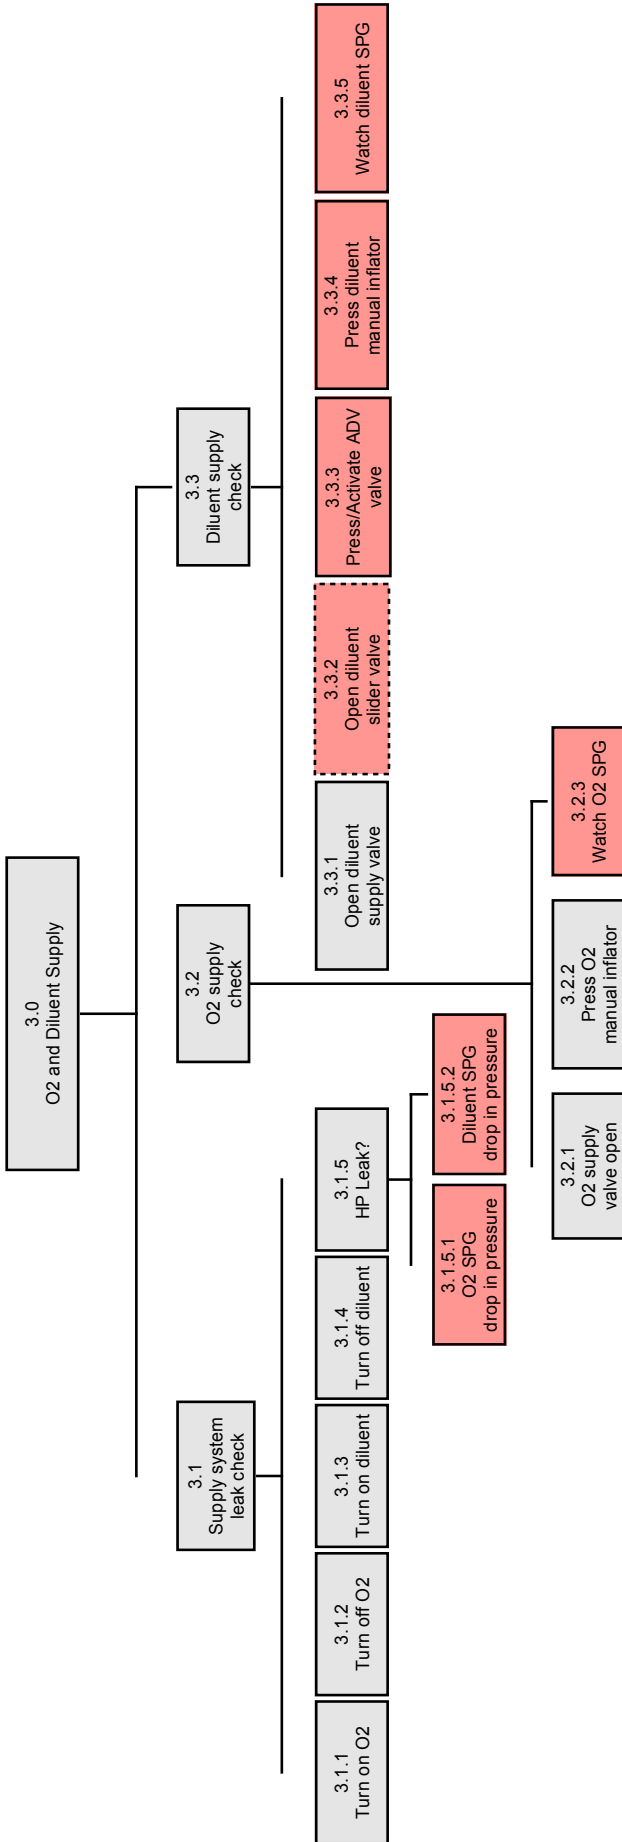 3.0
O2 and Diluent Supply
3.1
Supply system
leak check
3.2
O2 supply
check
3.3
Diluent supply
check
3.1.1
Turn on O2
3.1.2
Turn off O2
3.1.3
Turn on diluent
3.1.4
Turn off diluent
3.1.5
HP Leak?
3.3.1
Open diluent
supply valve
3.3.2
Open diluent
slider valve
3.3.3
Press/Activate ADV
valve
3.3.4
Press diluent
manual inflator
3.3.5
Watch diluent SPG
3.1.5.1
O2 SPG
drop in pressure
3.1.5.2
Diluent SPG
drop in pressure
3.2.1
O2 supply
valve open
3.2.2
Press O2
manual inflator
3.2.3
Watch O2 SPG